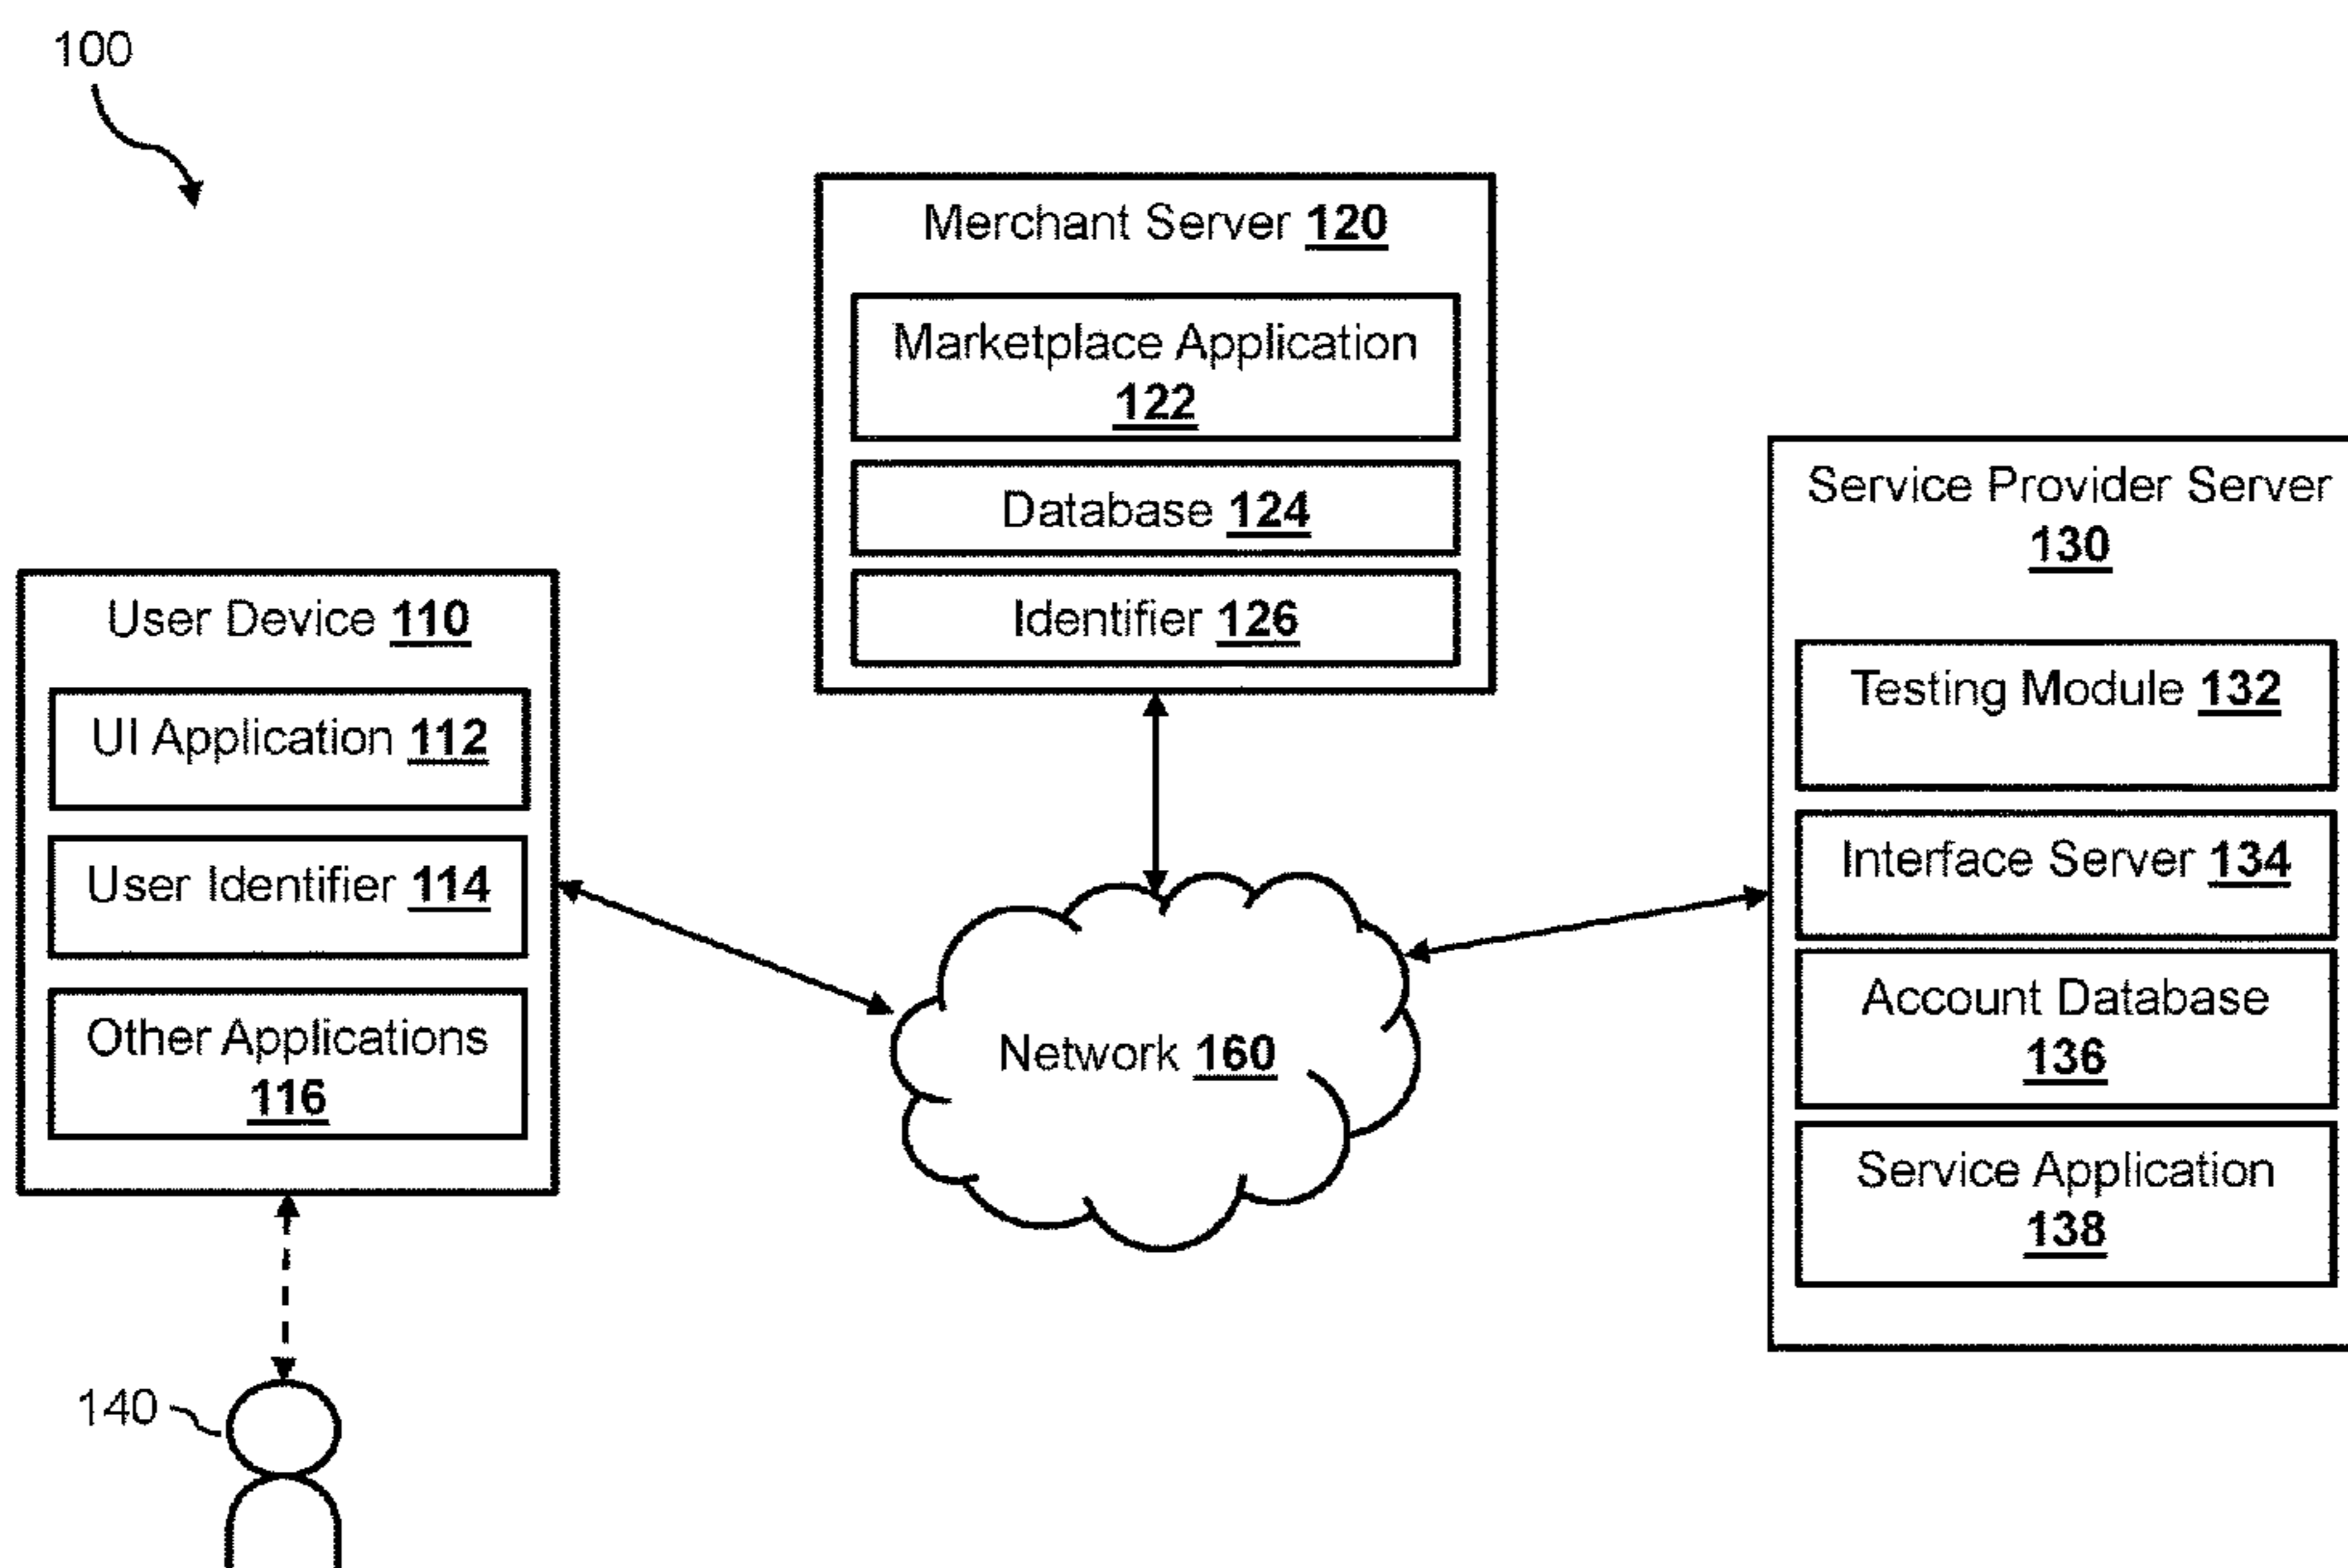 100
Merchant Server 120
Marketplace Application
122
Database 124
Identifier 126
Service Provider Server
130
Testing Module 132
Interface Server 134
Account Database
136
Service Application
138
User Device 110
UI Application 112
User Identifier 114
Other Applications
116
Network 160
140